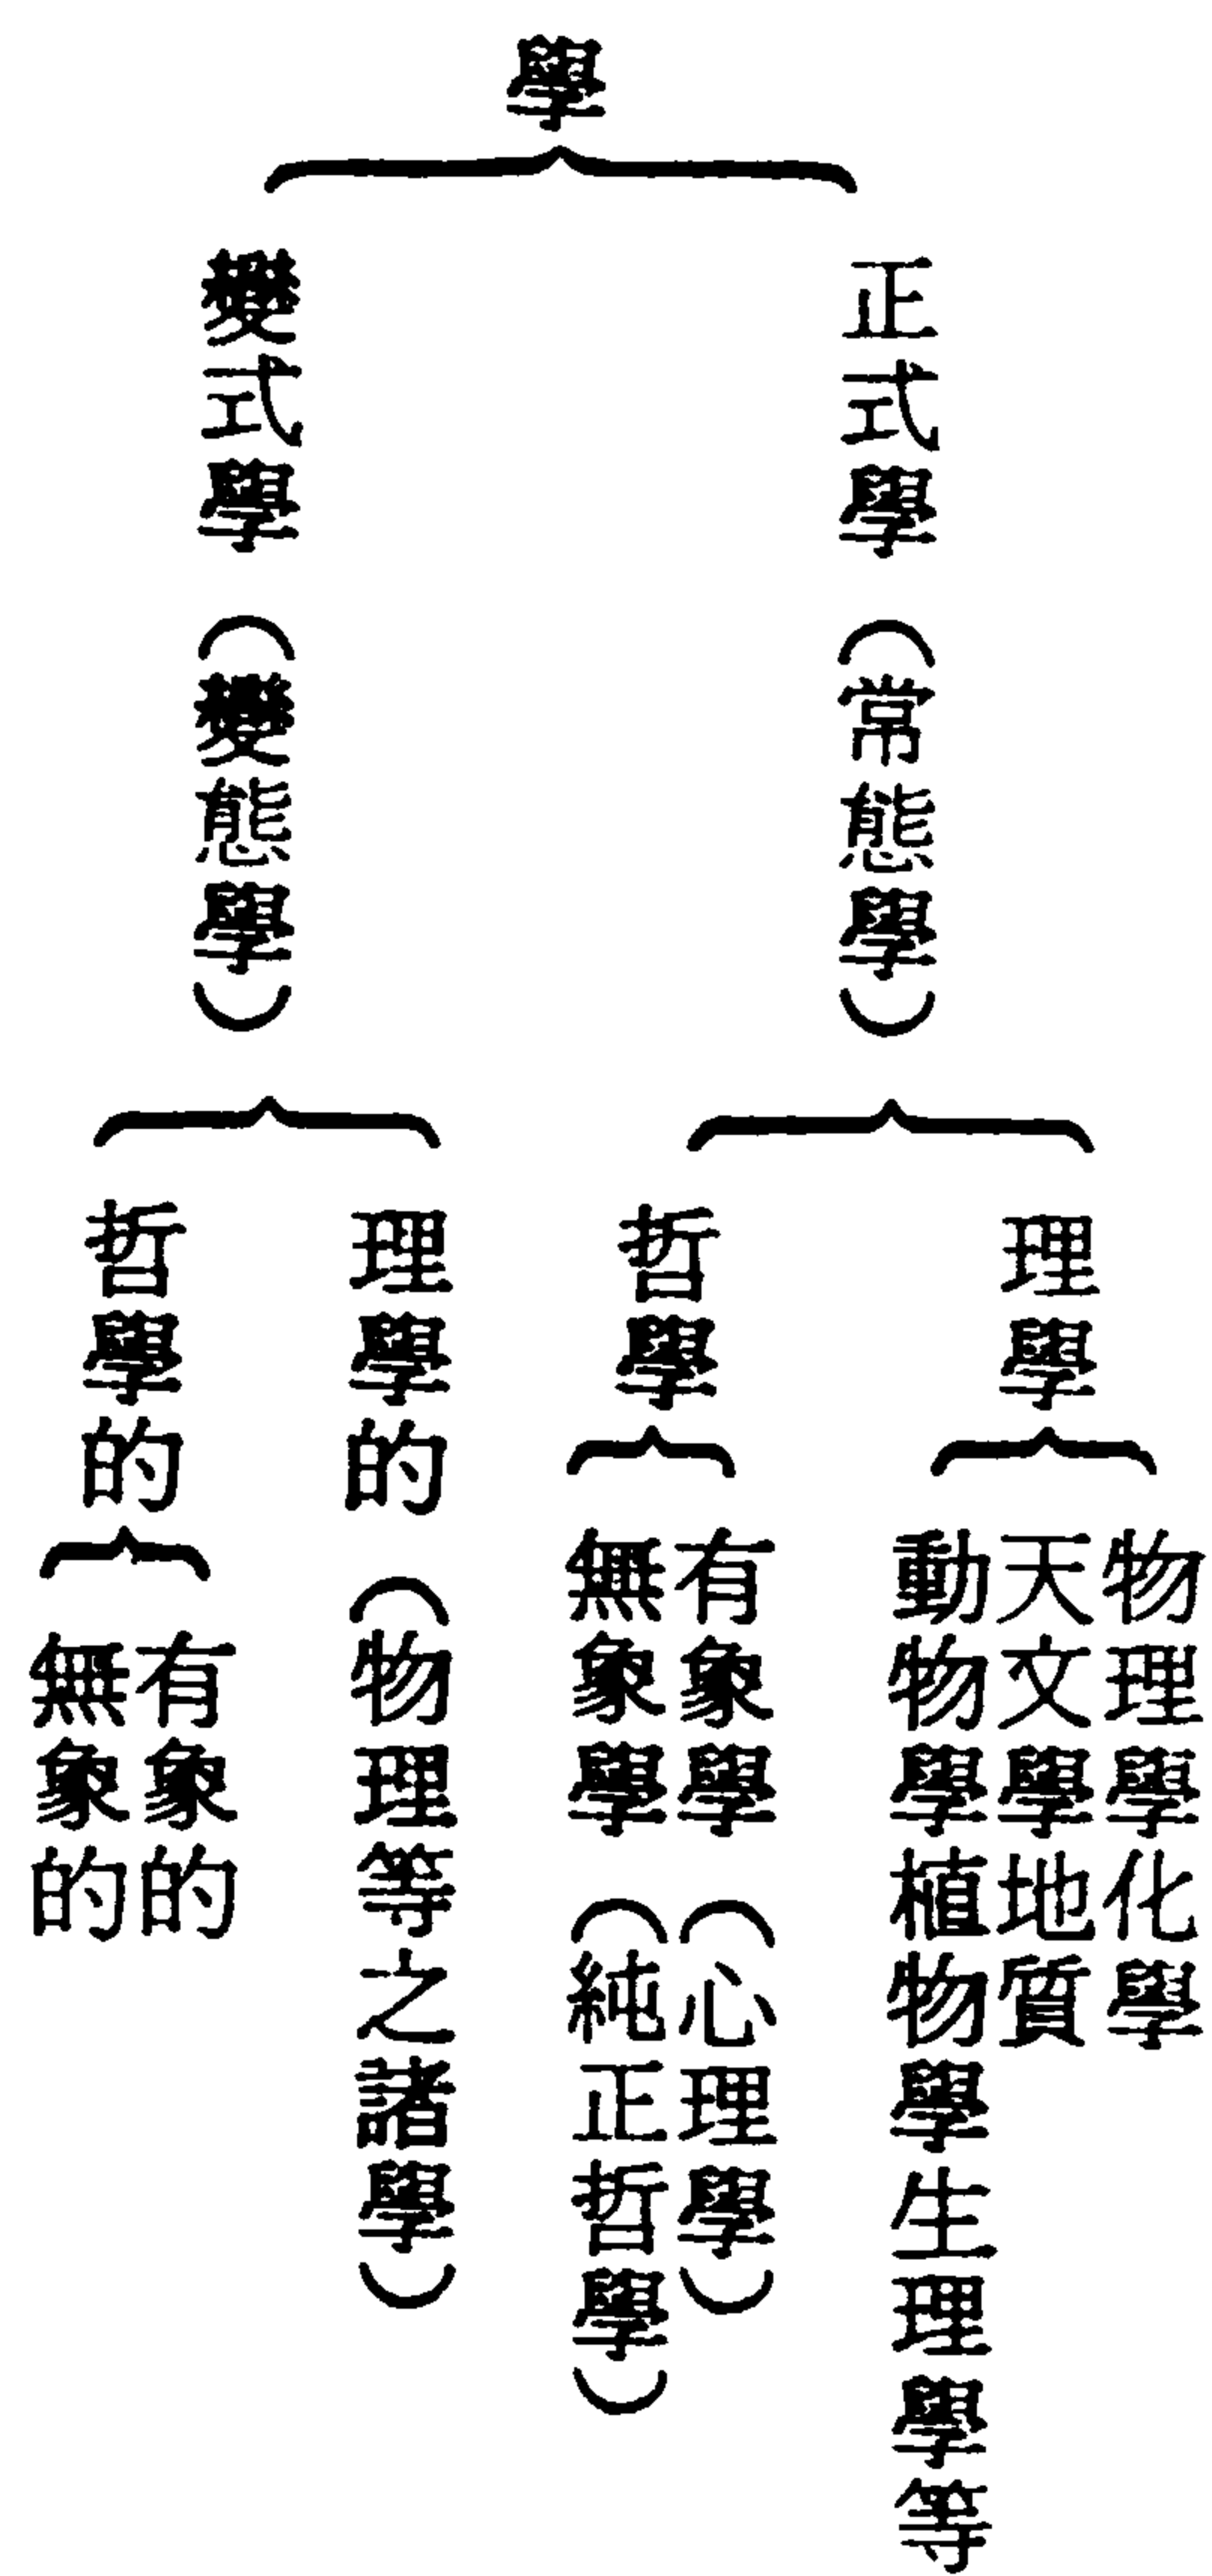 學
正式學（常態學）
理學
物理學化學
天文學地質
動物學植物學生理學等
哲學
有象學（心理學）
無象學（純正哲學）
變式學（變態學）
理學的（物理等之諸學）
哲學的
有象的
無象的